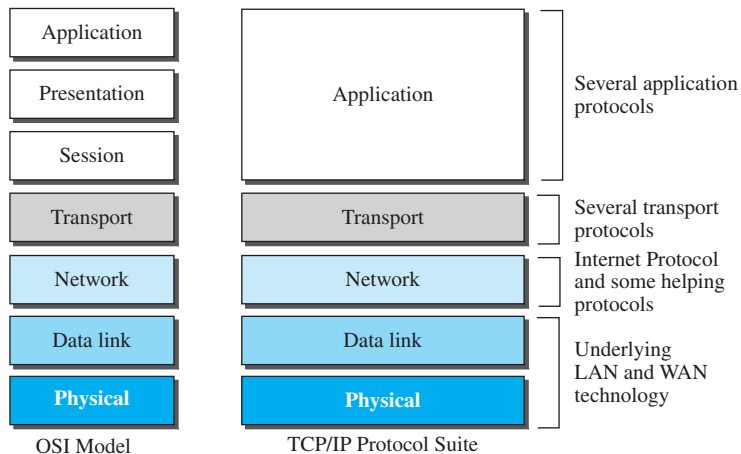 Application
Presentation
Session
Transport
Network
Data link
Physical
OSI Model
Application
Transport
Network
Data link
Physical
TCP/IP Protocol Suite
Several application
protocols
Several transport
protocols
Internet Protocol
and some helping
protocols
Underlying
LAN and WAN
technology